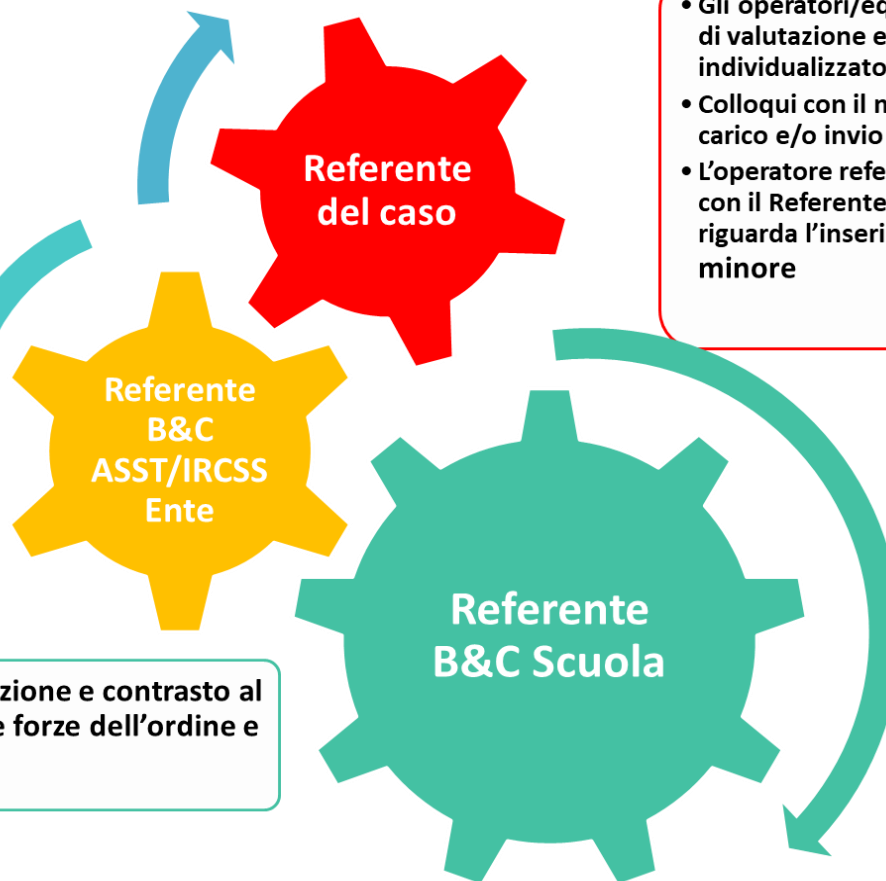 • Gli operatori/eq
di valutazione e
individualizzato
• Colloqui con il
carico e/o invio
• L'operatore refe
con il Referente
riguarda l'inseri
minore
Referente
del caso
Referente
B&C
ASST/IRCSS
Ente
Referente
B&C Scuola
zione e contrasto al
e forze dell'ordine e